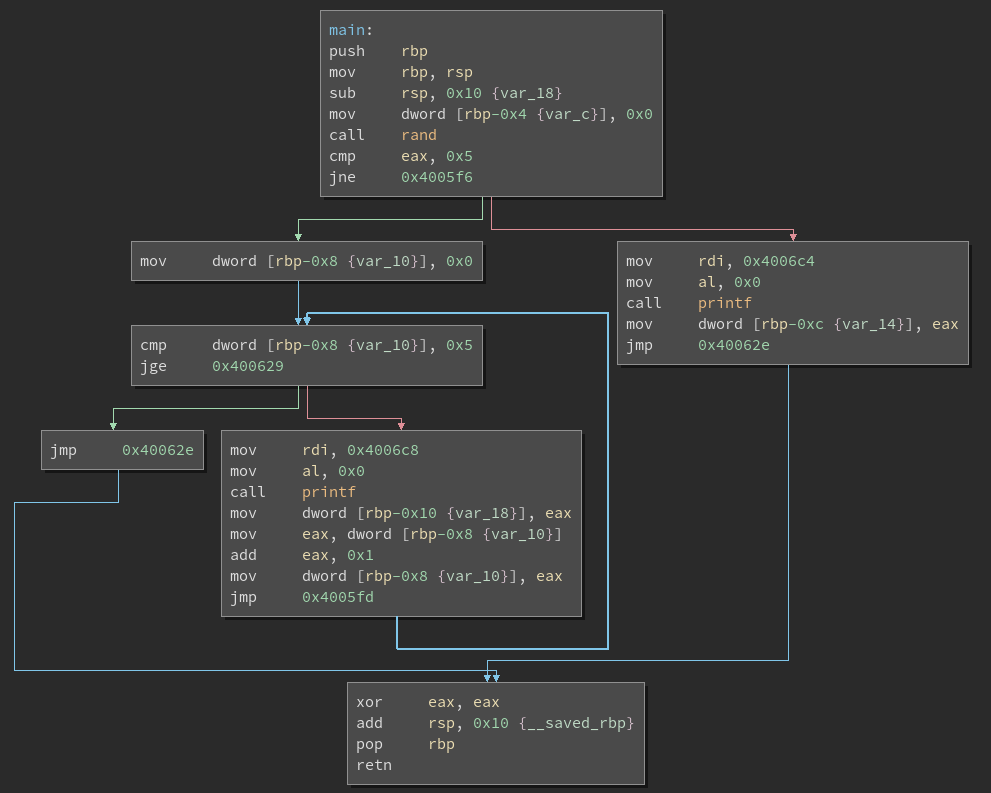 main:
push rbp
mov rbp, rsp
sub rsp, 0x10 {var_18}
mov dword [rbp-0x4 {var_c}], 0x0
call rand
cmp eax, 0x5
jne 0x4005f6
mov dword [rbp-0x8 {var_10}], 0x0
mov rdi, 0x4006c4
mov al, 0x0
call printf
mov dword [rbp-0xc {var_14}], eax
jmp 0x40062e
cmp dword [rbp-0x8 {var_10}], 0x5
jge 0x400629
jmp 0x40062e
mov rdi, 0x4006c8
mov al, 0x0
call printf
mov dword [rbp-0x10 {var_18}], eax
mov eax, dword [rbp-0x8 {var_10}]
add eax, 0x1
mov dword [rbp-0x8 {var_10}], eax
jmp 0x4005fd
xor eax, eax
add rsp, 0x10 {__saved_rbp}
pop rbp
retn